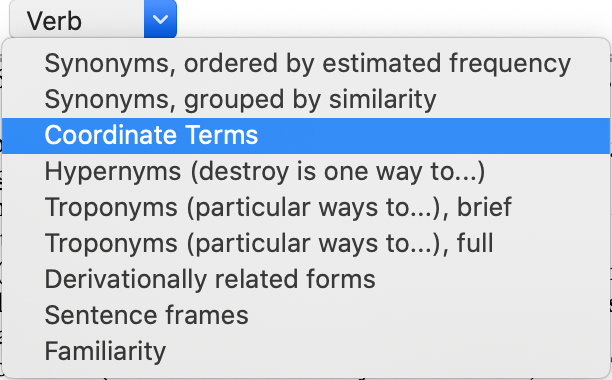 Verb
Synonyms, ordered by estimated frequency
Synonyms, grouped by similarity
Coordinate Terms
Hypernyms (destroy is one way to...)
Troponyms (particular ways to...), brief
Troponyms (particular ways to...), full
Derivationally related forms
Sentence frames
Familiarity